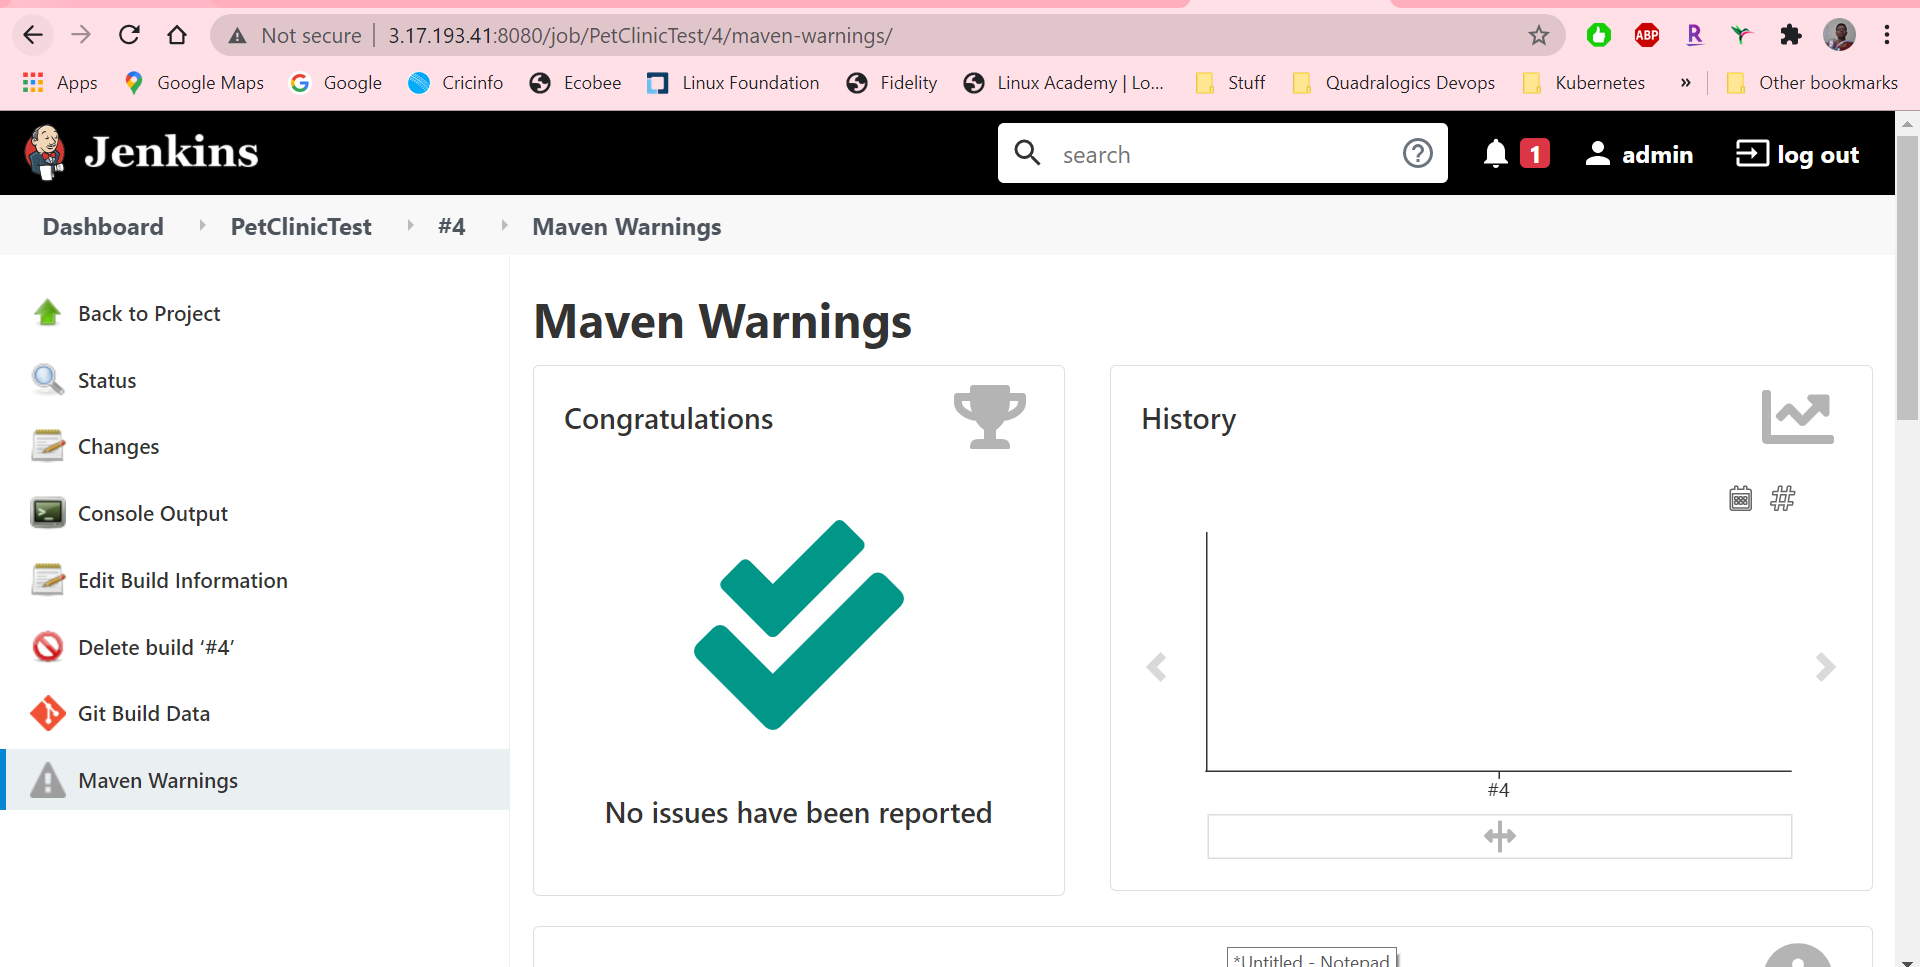 Not secure 3.17.193.41:8080/job/PetClinicTest/4/maven-warnings/
ABP R
Apps Google Maps Google Cricinfo Ecobee Linux Foundation Fidelity Linux Academy | Lo... Stuff Quadralogics Devops Kubernetes » Other bookmarks
Jenkins search 1 admin log out
Dashboard PetClinicTest #4 Maven Warnings
Back to Project
Status
Changes
Console Output
Edit Build Information
Delete build ‘#4’
Git Build Data
Maven Warnings
Maven Warnings
Congratulations
No issues have been reported
History
#4
*Untitled - Notepad